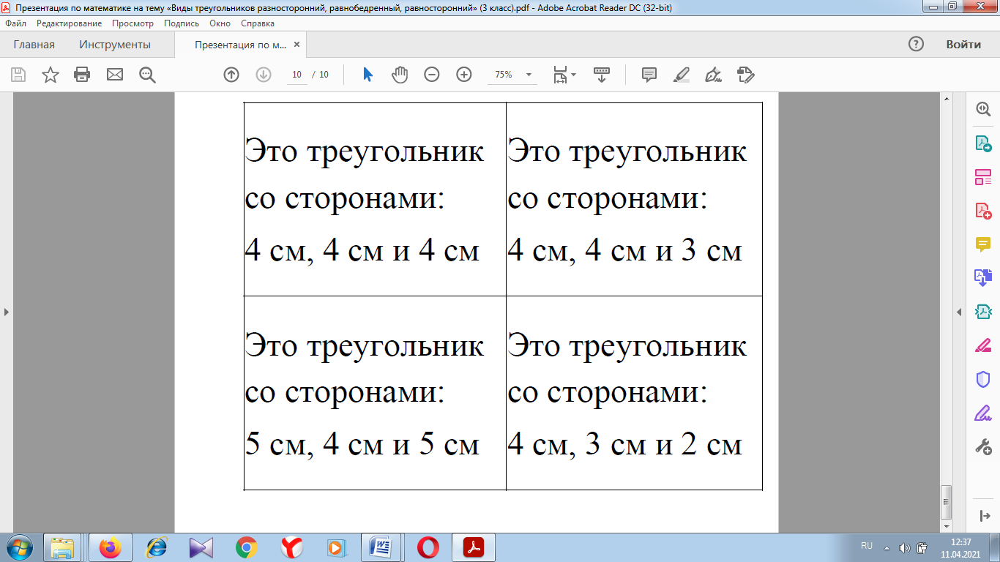 Презентация по математике на тему «Виды треугольников разносторонний, равнобедренный, равносторонний» (3 класс).pdf - Adobe Acrobat Reader DC (32-bit)
Файл Редактирование Просмотр Подпись Окно Справка
Главная Инструменты Презентация по м... × Войти
10 / 10 75%
Это треугольник
со сторонами:
4 см, 4 см и 4 см
Это треугольник
со сторонами:
4 см, 4 см и 3 см
Это треугольник
со сторонами:
5 см, 4 см и 5 см
Это треугольник
со сторонами:
4 см, 3 см и 2 см
RU 12:37
11.04.2021